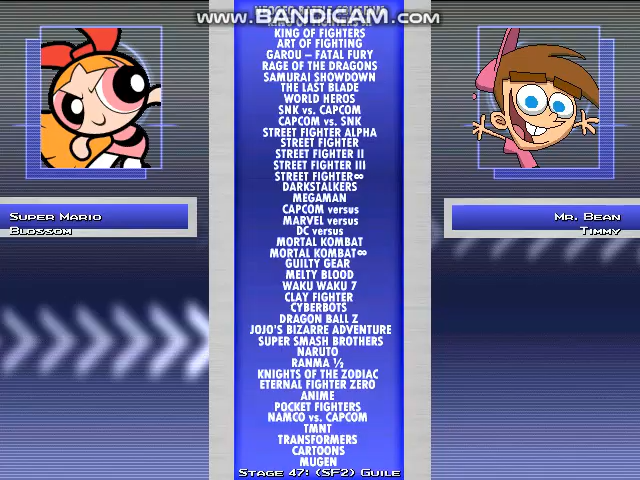 www.BANDICAM.com
KING OF FIGHTERS
ART OF FIGHTING
GAROU – FATAL FURY
RAGE OF THE DRAGONS
SAMURAI SHOWDOWN
THE LAST BLADE
WORLD HEROS
SNK vs. CAPCOM
CAPCOM vs. SNK
STREET FIGHTER ALPHA
STREET FIGHTER
STREET FIGHTER II
STREET FIGHTER III
STREET FIGHTER∞
DARKSTALKERS
MEGAMAN
CAPCOM versus
MARVEL versus
DC versus
MORTAL KOMBAT
MORTAL KOMBAT∞
GUILTY GEAR
MELTY BLOOD
WAKU WAKU 7
CLAY FIGHTER
CYBERBOTS
DRAGON BALL Z
JOJO'S BIZARRE ADVENTURE
SUPER SMASH BROTHERS
NARUTO
RANMA ½
KNIGHTS OF THE ZODIAC
ETERNAL FIGHTER ZERO
ANIME
POCKET FIGHTERS
NAMCO vs. CAPCOM
TMNT
TRANSFORMERS
CARTOONS
MUGEN
Stage 47: (SF2) Guile
Super Mario
Blossom
Mr. Bean
Timmy